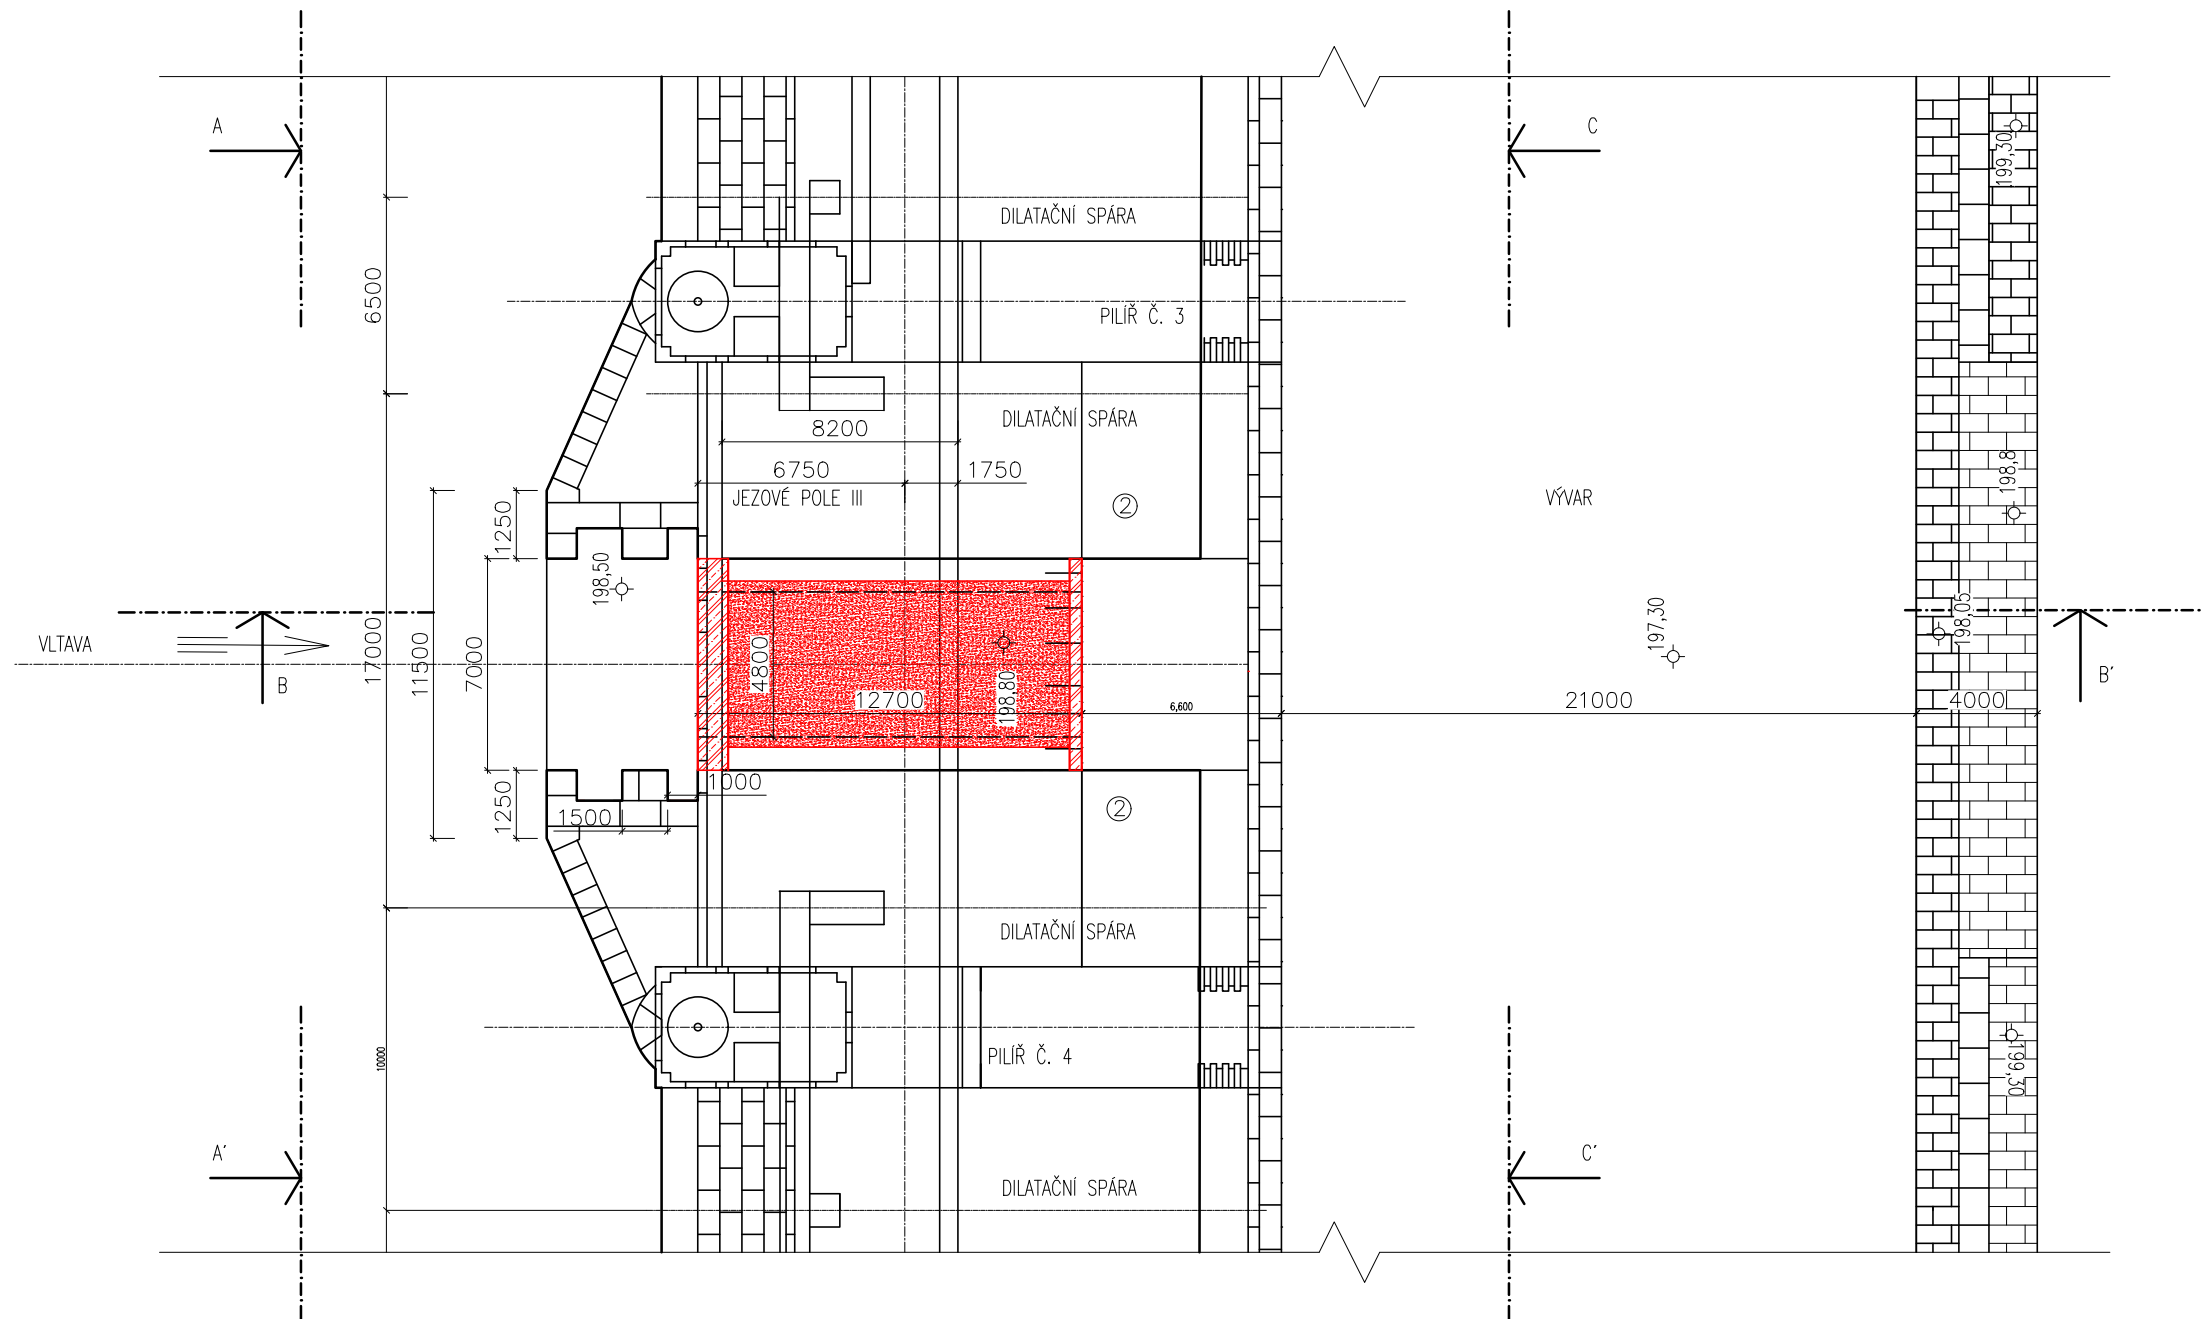 A
C
199,30
DILATAČNÍ SPÁRA
6500
PILÍŘ Č. 3
DILATAČNÍ SPÁRA
8200
6750
1750
JEZOVÉ POLE III
198,8
VÝVAR
2
1250
198,50
197,30
198,05
VLTAVA
17000
11500
7000
4800
B
B'
198,80
12700
6,600
21000
4000
1000
1250
1500
2
DILATAČNÍ SPÁRA
10000
PILÍŘ Č. 4
199,30
A'
C'
DILATAČNÍ SPÁRA